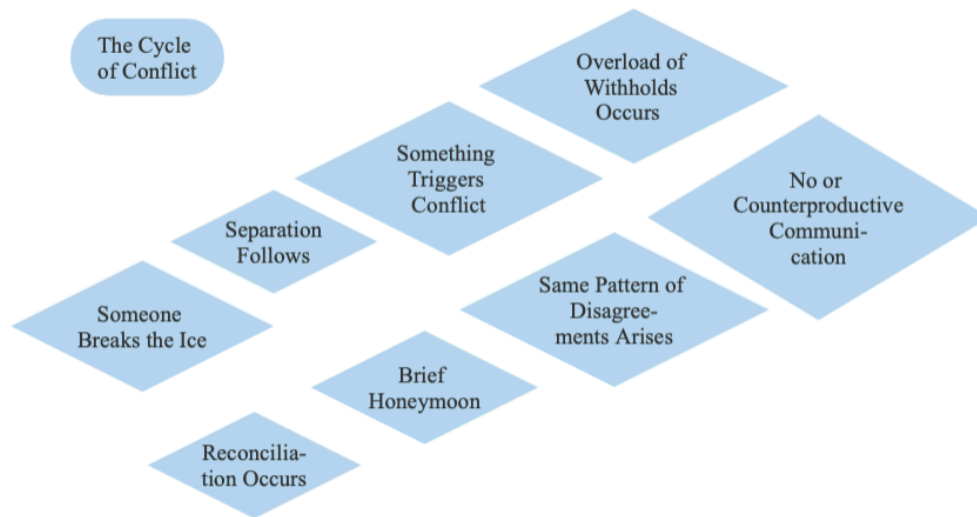 The Cycle
of Conflict
Overload of
Withholds
Occurs
Something
Triggers
Conflict
No or
Counterproductive
Communi-
cation
Separation
Follows
Same Pattern of
Disagree-
ments Arises
Someone
Breaks the Ice
Brief
Honeymoon
Reconcilia-
tion Occurs